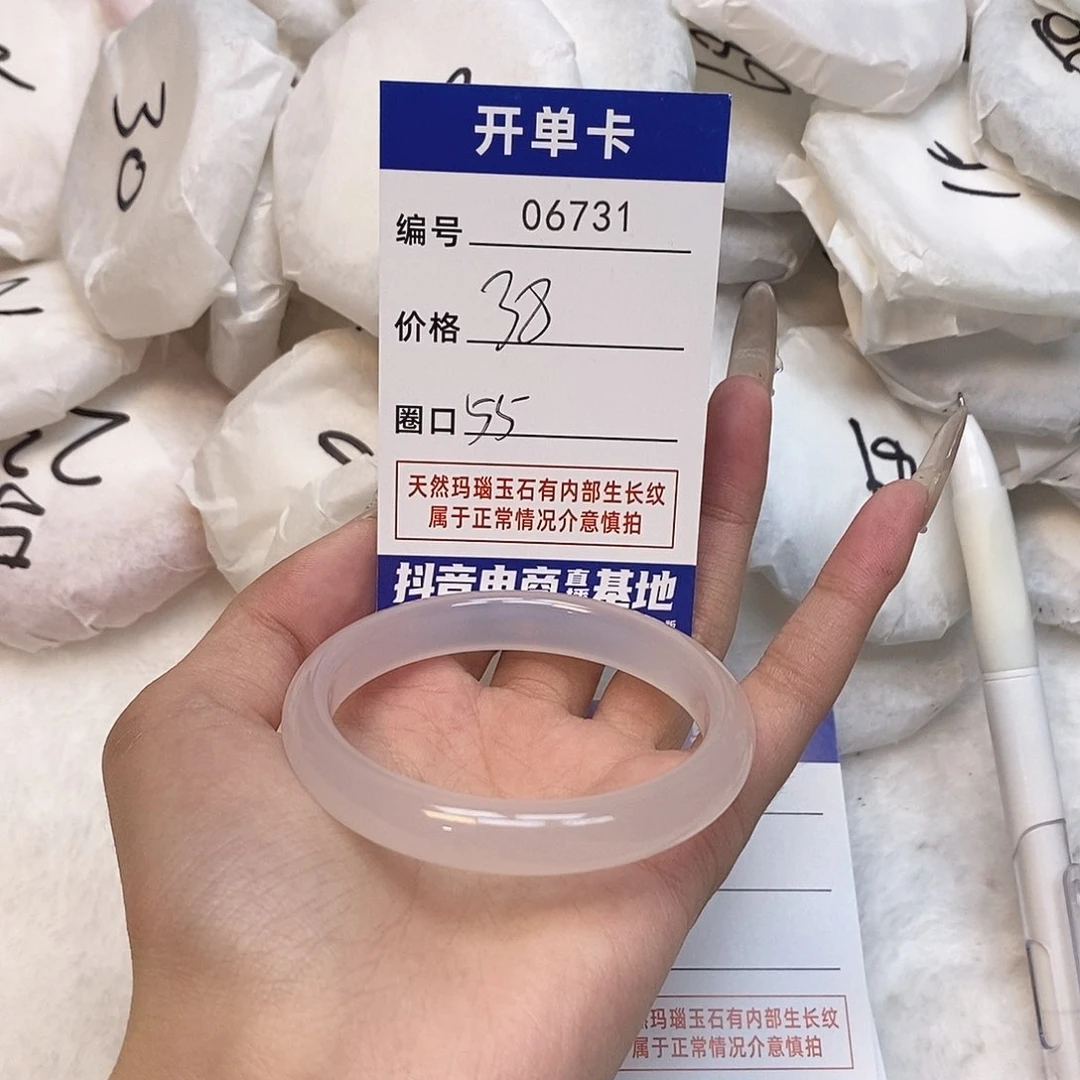 30
开单卡
编号 06731
价格 38
圈口 55
天然玛瑙玉石有内部生长纹
属于正常情况介意慎拍
抖音电商直播基地
玛瑙玉石有内部生长纹
属于正常情况介意慎拍